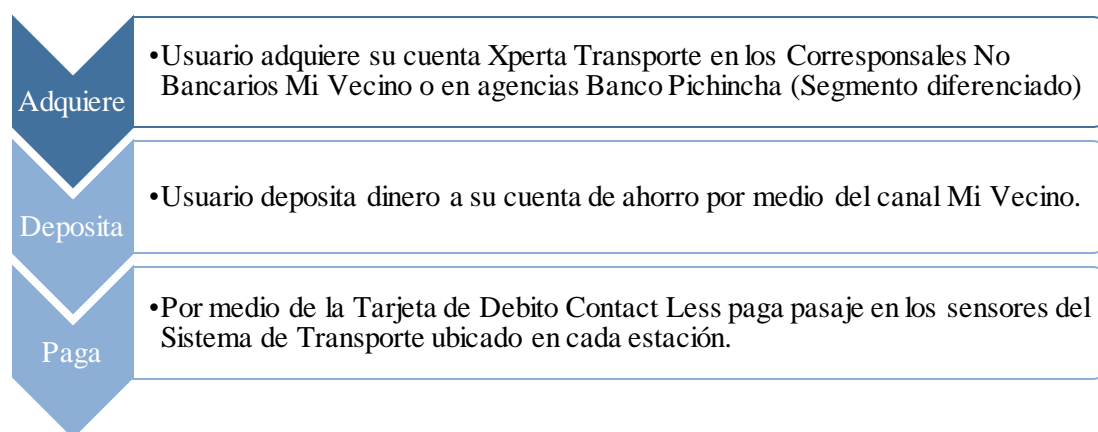 Adquiere
•Usuario adquiere su cuenta Xperta Transporte en los Corresponsales No
Bancarios Mi Vecino o en agencias Banco Pichincha (Segmento diferenciado)
Deposita
•Usuario deposita dinero a su cuenta de ahorro por medio del canal Mi Vecino.
Paga
•Por medio de la Tarjeta de Debito Contact Less paga pasaje en los sensores del
Sistema de Transporte ubicado en cada estación.